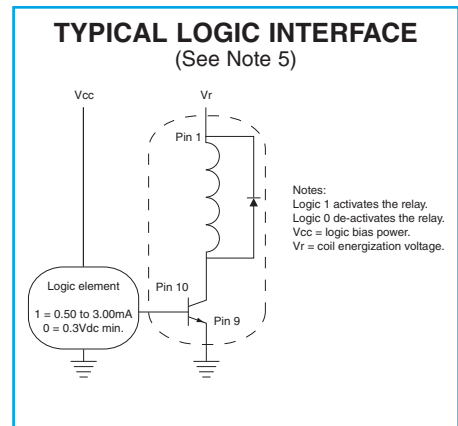 TYPICAL LOGIC INTERFACE
(See Note 5)
Vcc
Vr
Pin 1
Notes:
Logic 1 activates the relay.
Logic 0 de-activates the relay.
Vcc = logic bias power.
Vr = coil energization voltage.
Logic element
1 = 0.50 to 3.00mA
0 = 0.3Vdc min.
Pin 10
Pin 9